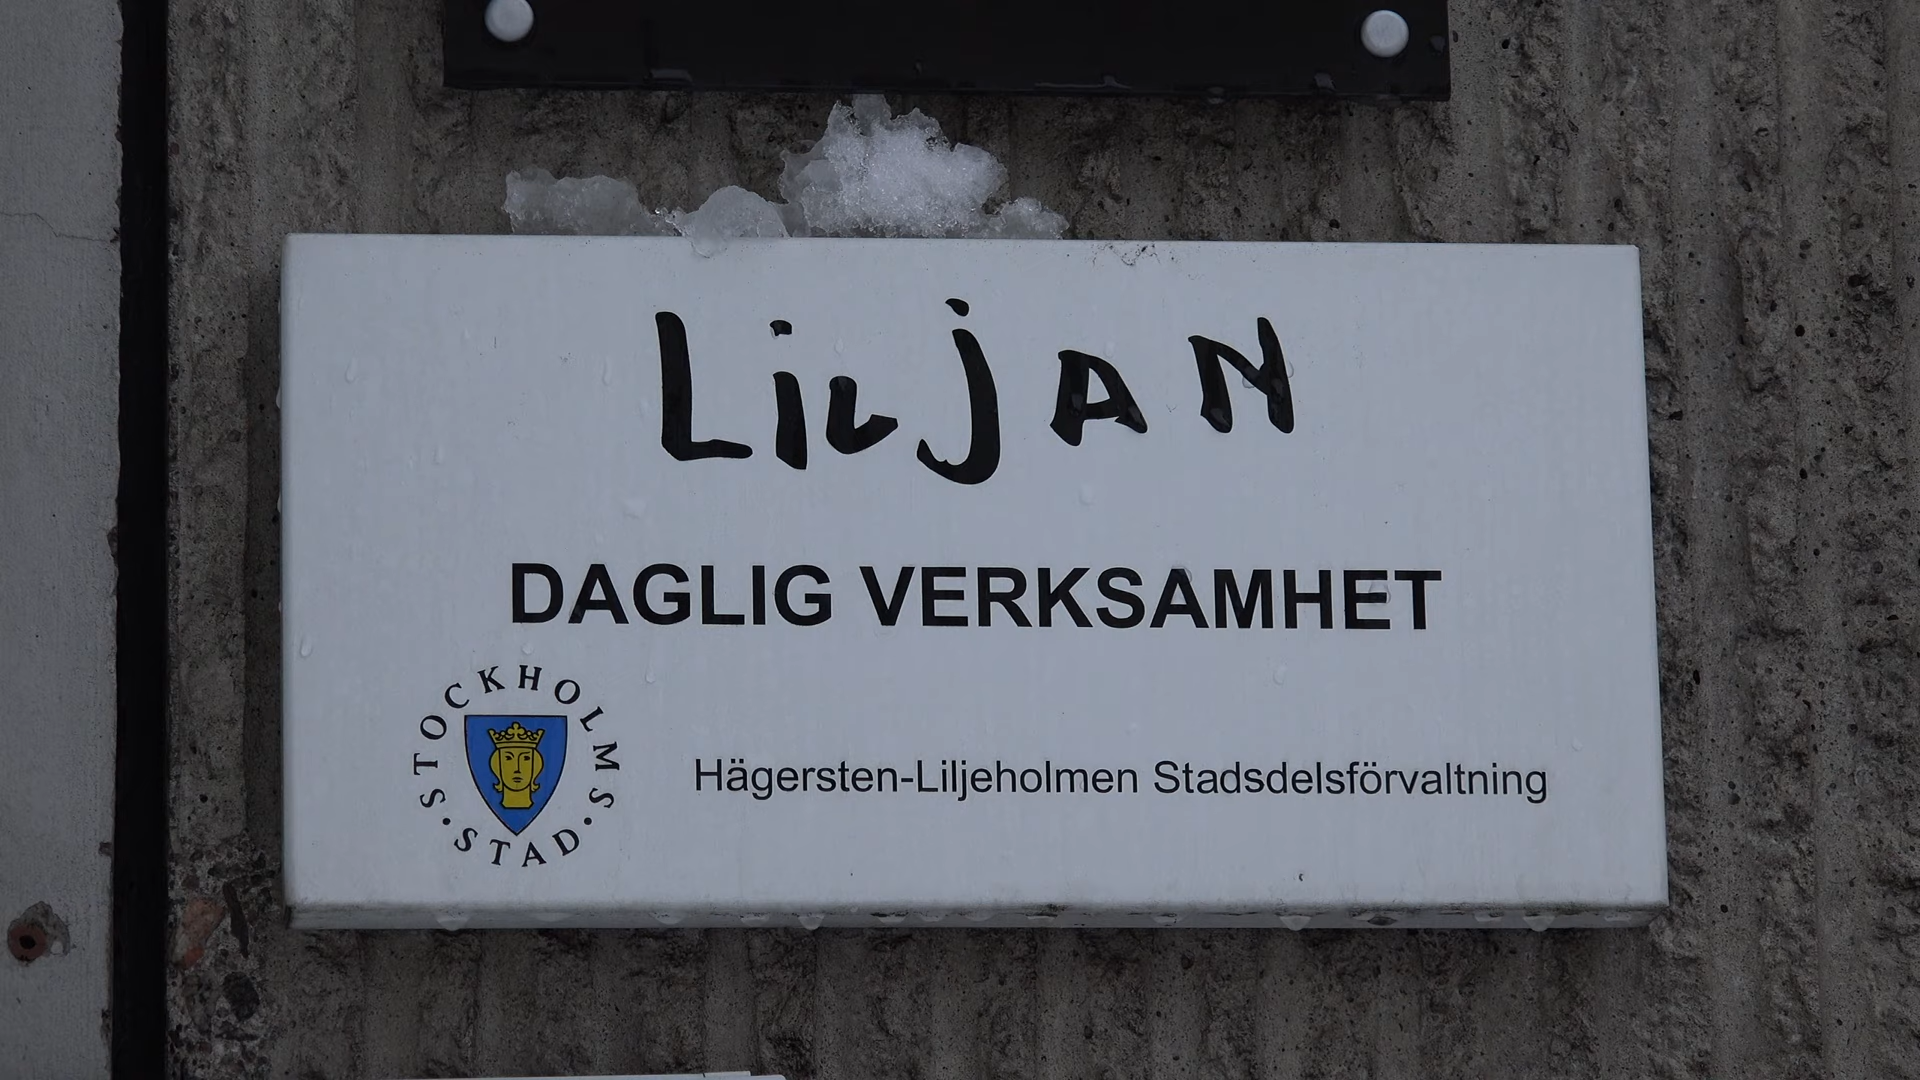 LiLjAN
DAGLIG VERKSAMHET
STOCKHOLMS
• STAD •
Hägersten-Liljeholmen Stadsdelsförvaltning